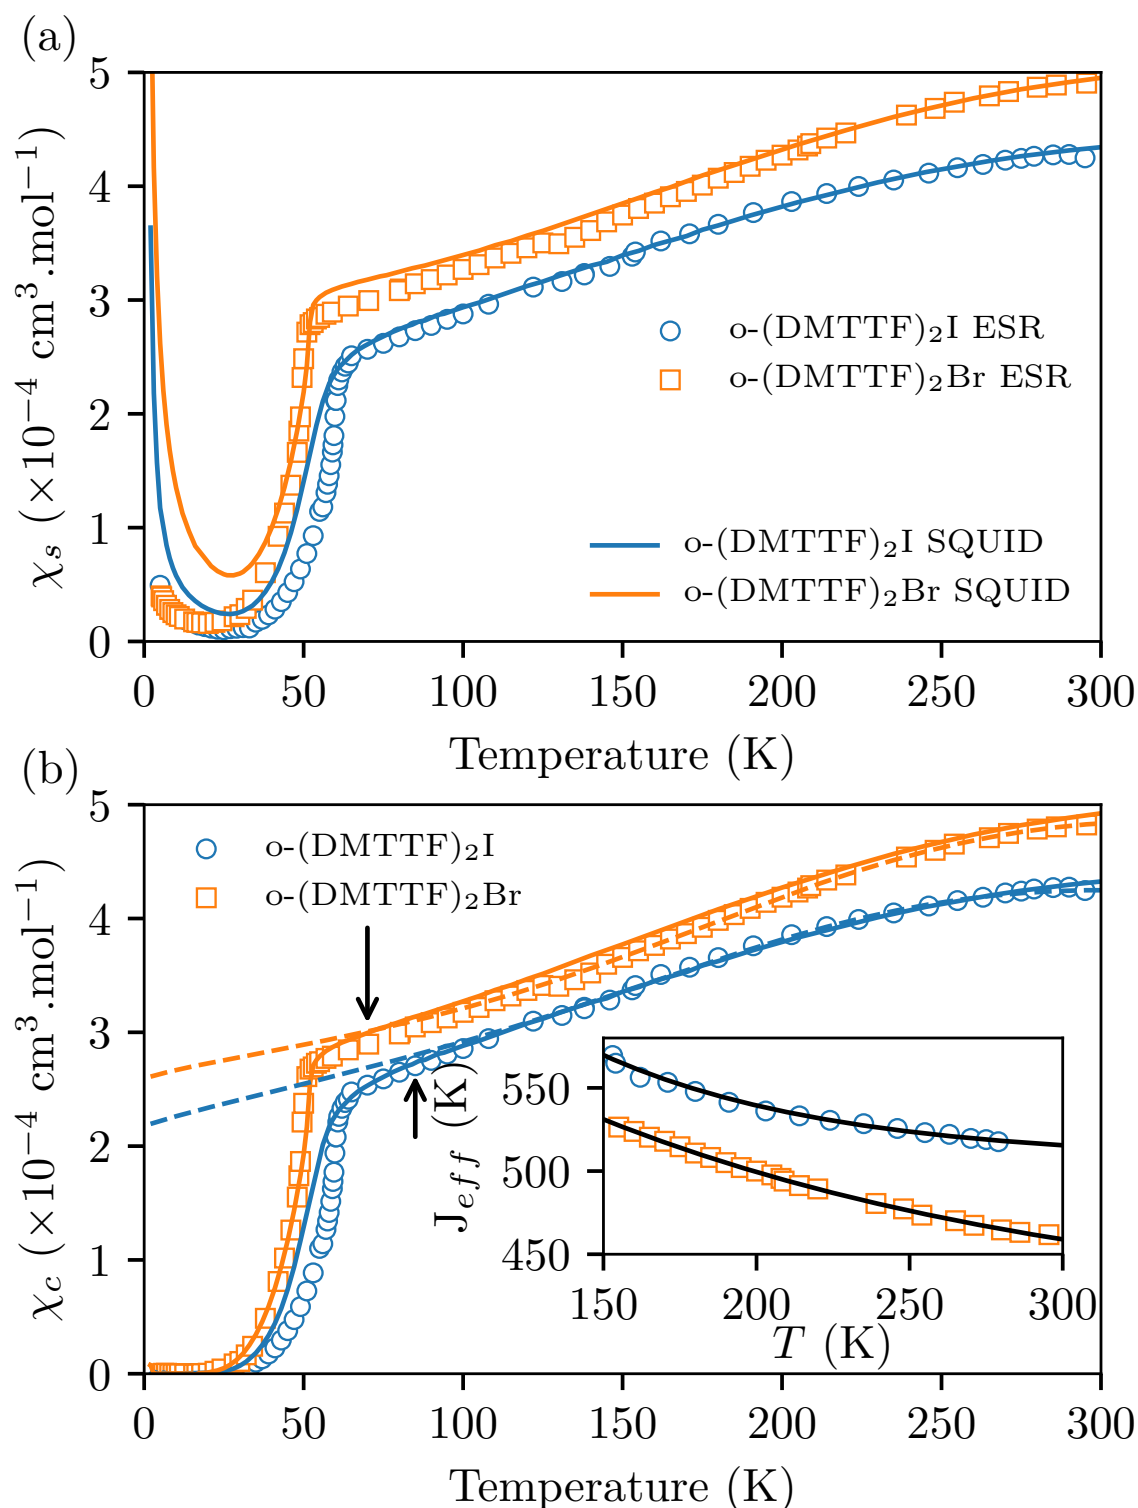 (a)
5
4
3
2
1
0
χₛ (×10⁻⁴ cm³.mol⁻¹)
o-(DMTTF)₂I ESR
o-(DMTTF)₂Br ESR
o-(DMTTF)₂I SQUID
o-(DMTTF)₂Br SQUID
0 50 100 150 200 250 300
Temperature (K)
(b)
5
4
3
2
1
0
χ_c (×10⁻⁴ cm³.mol⁻¹)
o-(DMTTF)₂I
o-(DMTTF)₂Br
550
500
450
J_eff (K)
150 200 250 300
T (K)
0 50 100 150 200 250 300
Temperature (K)